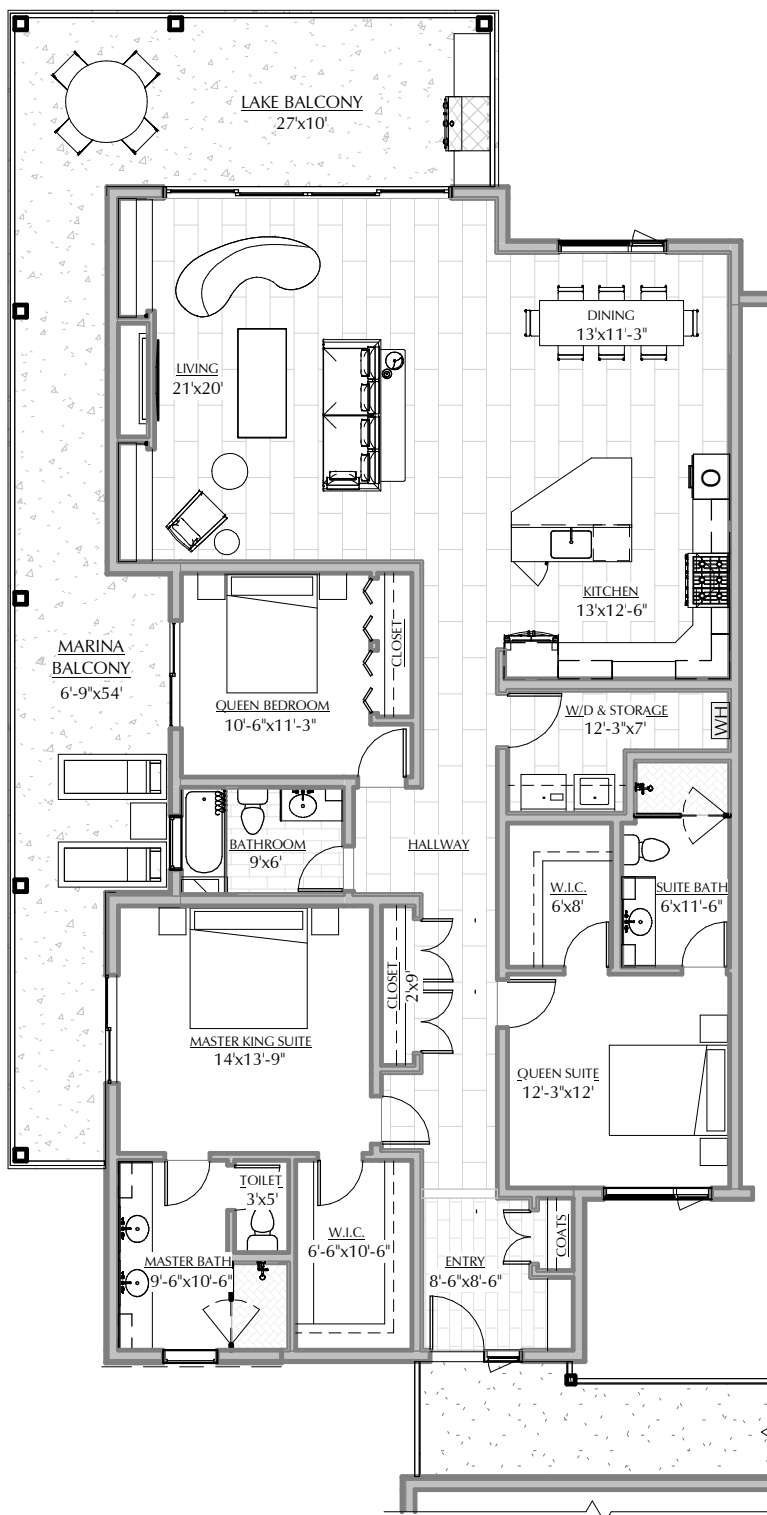 LAKE BALCONY
27'x10'
DINING
13'x11'-3"
LIVING
21'x20'
KITCHEN
13'x12'-6"
CLOSET
MARINA
BALCONY
6'-9"x54'
QUEEN BEDROOM
10'-6"x11'-3"
W/D & STORAGE
12'-3"x7'
WH
BATHROOM
9'x6'
HALLWAY
W.I.C.
6'x8'
SUITE BATH
6'x11'-6"
CLOSET
2'x9'
MASTER KING SUITE
14'x13'-9"
QUEEN SUITE
12'-3"x12'
TOILET
3'x5'
W.I.C.
6'-6"x10'-6"
COATS
MASTER BATH
9'-6"x10'-6"
ENTRY
8'-6"x8'-6"